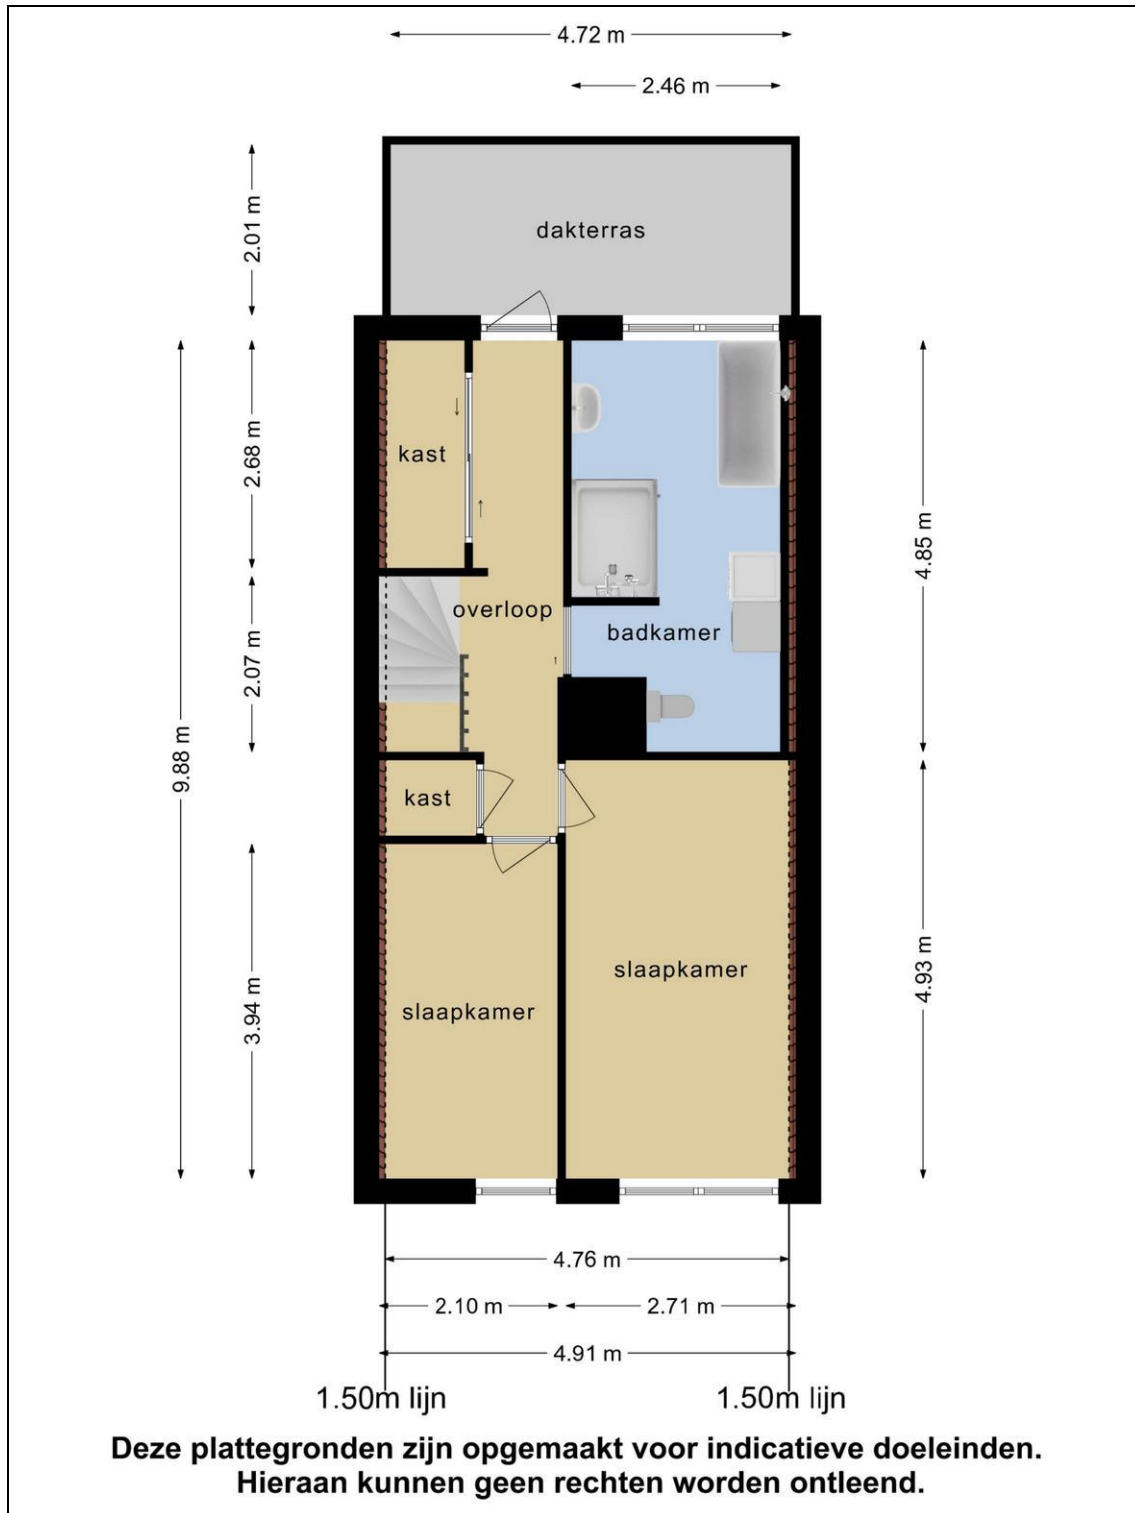 4.72 m
2.46 m
2.01 m
dakterras
9.88 m
2.68 m
kast
4.85 m
2.07 m
overloop
badkamer
kast
3.94 m
slaapkamer
slaapkamer
4.93 m
4.76 m
2.10 m
2.71 m
4.91 m
1.50m lijn
1.50m lijn
Deze plattegronden zijn opgemaakt voor indicatieve doeleinden.
Hieraan kunnen geen rechten worden ontleend.